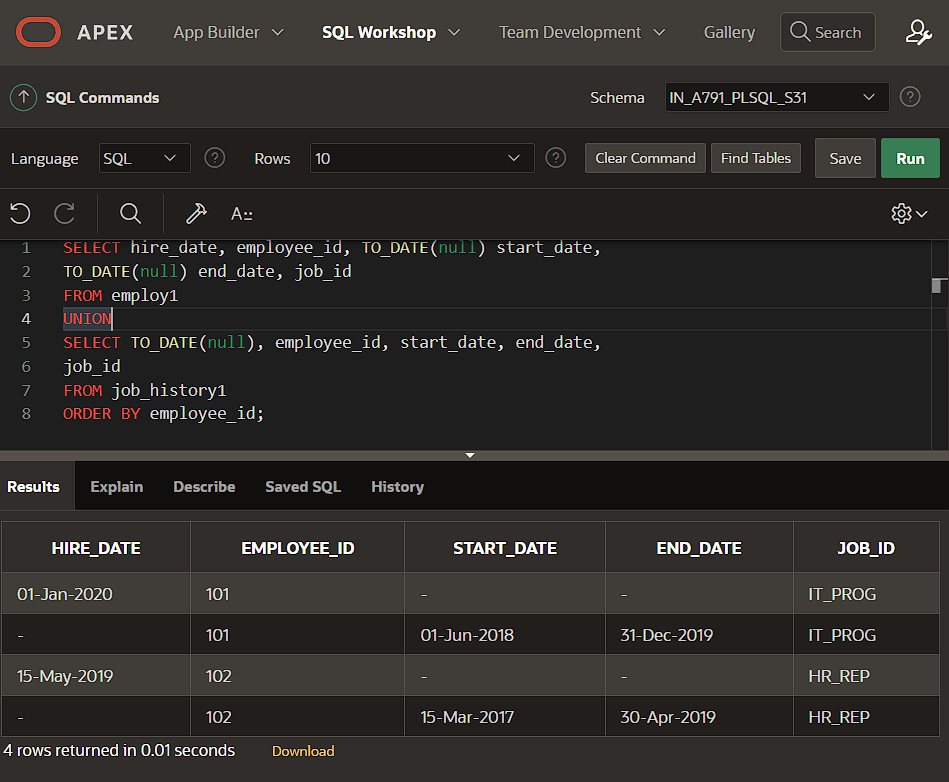 APEX App Builder SQL Workshop Team Development Gallery Search
SQL Commands Schema IN_A791_PLSQL_S31 ?
Language SQL ? Rows 10 ? Clear Command Find Tables Save Run
A::
1 SELECT hire_date, employee_id, TO_DATE(null) start_date,
2 TO_DATE(null) end_date, job_id
3 FROM employ1
4 UNION
5 SELECT TO_DATE(null), employee_id, start_date, end_date,
6 job_id
7 FROM job_history1
8 ORDER BY employee_id;
Results Explain Describe Saved SQL History
HIRE_DATE EMPLOYEE_ID START_DATE END_DATE JOB_ID
01-Jan-2020 101 - - IT_PROG
- 101 01-Jun-2018 31-Dec-2019 IT_PROG
15-May-2019 102 - - HR_REP
- 102 15-Mar-2017 30-Apr-2019 HR_REP
4 rows returned in 0.01 seconds Download